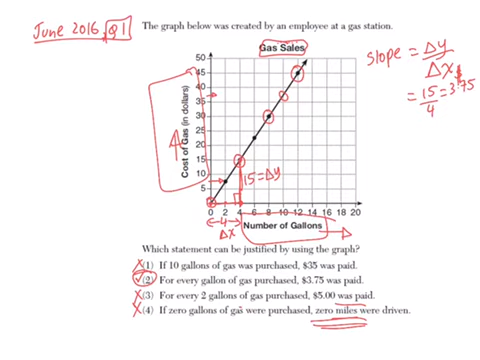 June 2016, Q1
The graph below was created by an employee at a gas station.
Gas Sales
slope = Δy
Δx
= 15 = $3.75
4
50
45
40
35
30
25
20
15
10
5
Cost of Gas (in dollars)
15 = Δy
0 2 4 6 8 10 12 14 16 18 20
4
Δx
Number of Gallons
Which statement can be justified by using the graph?
X (1) If 10 gallons of gas was purchased, $35 was paid.
✓ (2) For every gallon of gas purchased, $3.75 was paid.
X (3) For every 2 gallons of gas purchased, $5.00 was paid.
X (4) If zero gallons of gas were purchased, zero miles were driven.